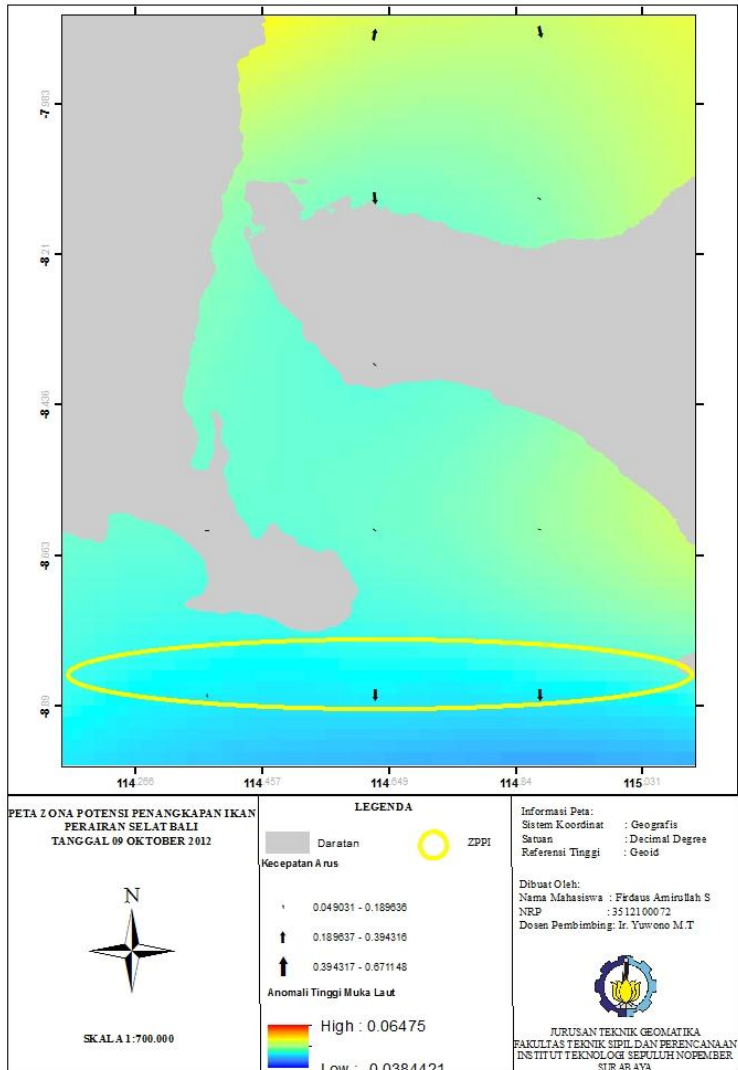 -7.983
-8.21
-8.436
-8.663
-8.89
114.266
114.457
114.649
114.84
115.031
PETA ZONA POTENSI PENANGKAPAN IKAN
PERAIRAN SELAT BALI
TANGGAL 09 OKTOBER 2012
N
SKALA 1:700.000
LEGENDA
Daratan
ZPPI
Kecepatan Arus
0.049031 - 0.189636
0.189637 - 0.394316
0.394317 - 0.671148
Anomali Tinggi Muka Laut
High : 0.06475
Low : -0.0384421
Informasi Peta:
Sistem Koordinat : Geografis
Satuan : Decimal Degree
Referensi Tinggi : Geoid
Dibuat Oleh:
Nama Mahasiswa : Firdaus Amirullah S
NRP : 3512100072
Dosen Pembimbing: Ir. Yuwono M.T
JURUSAN TEKNIK GEOMATIKA
FAKULTAS TEKNIK SIPIL DAN PERENCANAAN
INSTITUT TEKNOLOGI SEPULUH NOPEMBER
SURABAYA